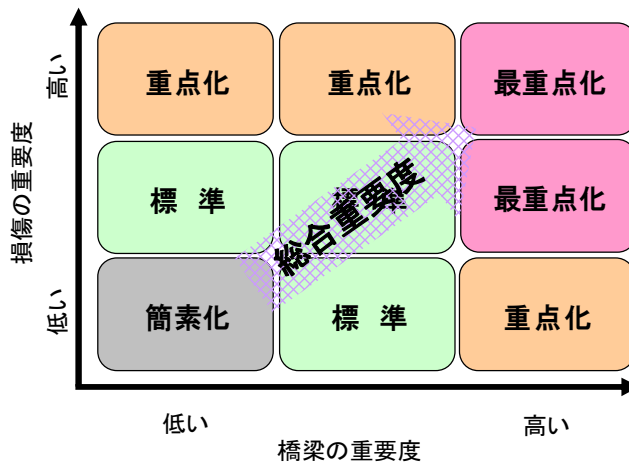 高い
損傷の重要度
低い
重点化
重点化
最重点化
標 準
総合重要度
最重点化
簡素化
標 準
重点化
低い
高い
橋梁の重要度